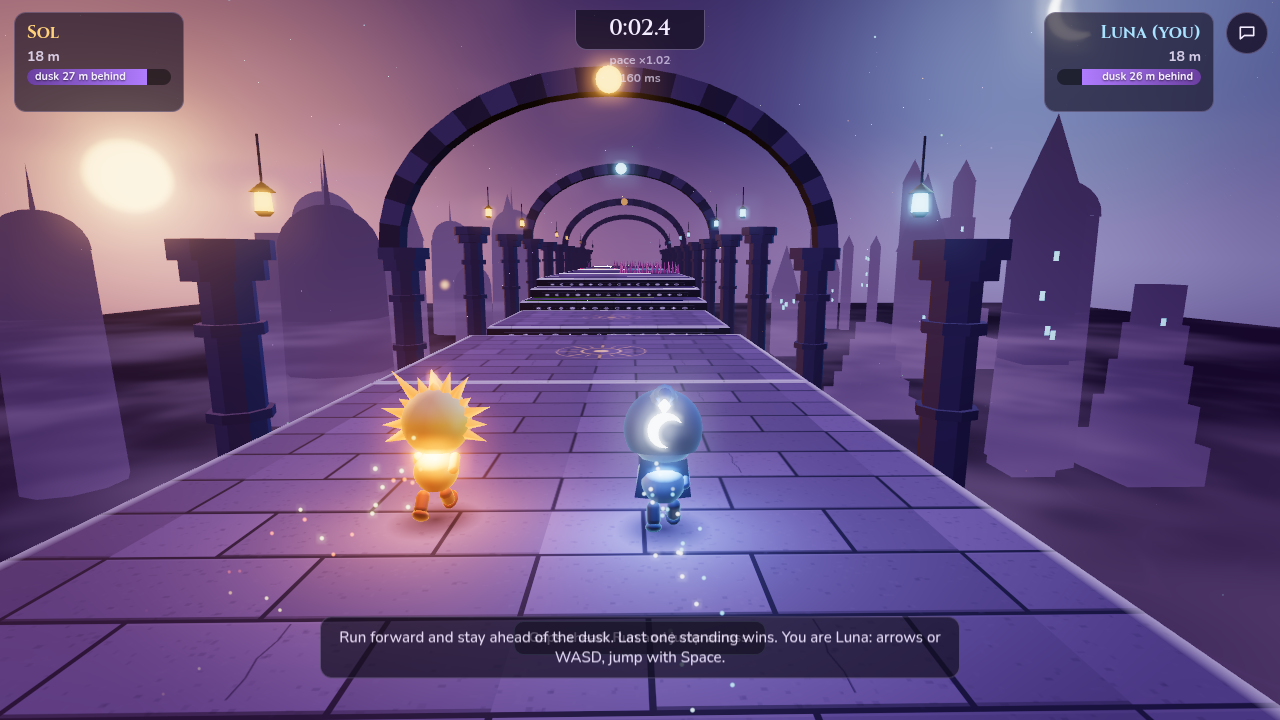 SOL
18 m
dusk 27 m behind
0:02.4
pace ×1.02
160 ms
LUNA (YOU)
18 m
dusk 26 m behind
Run forward and stay ahead of the dusk. Last one standing wins. You are Luna: arrows or
WASD, jump with Space.